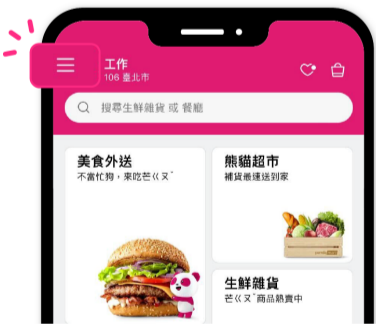 工作
106 臺北市
搜尋生鮮雜貨 或 餐廳
美食外送
不當忙狗，來吃芒ㄍㄡˇ
熊貓超市
補貨最速送到家
生鮮雜貨
芒ㄍㄡˇ商品熱賣中